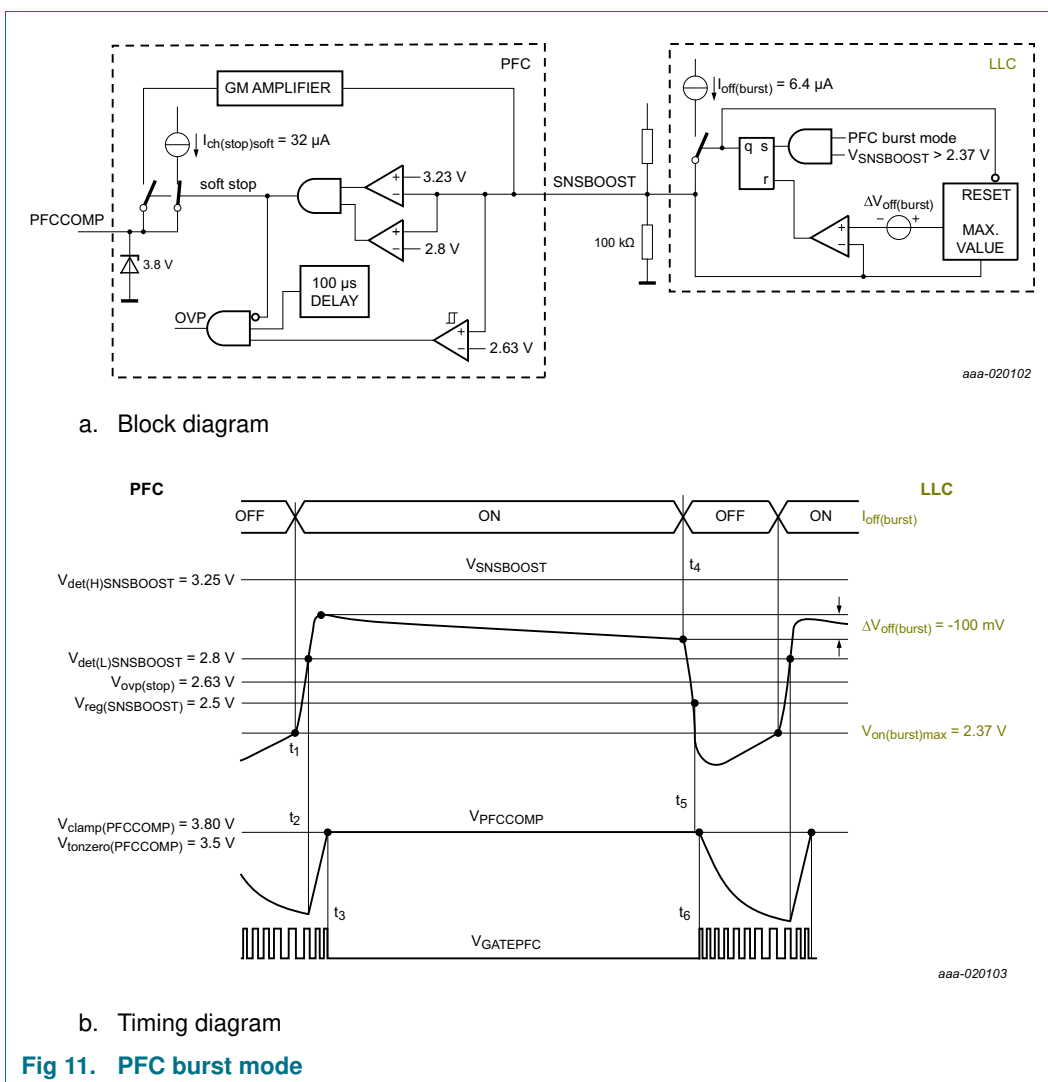 PFC
LLC
GM AMPLIFIER
Ich(stop)soft = 32 µA
soft stop
3.23 V
2.8 V
PFCCOMP
3.8 V
100 µs
DELAY
OVP
2.63 V
SNSBOOST
100 kΩ
Ioff(burst) = 6.4 µA
q s
r
PFC burst mode
VSNSBOOST > 2.37 V
ΔVoff(burst)
RESET
MAX.
VALUE
+
−
+
−
+
−
+
−
− +
aaa-020102
a. Block diagram
PFC
LLC
OFF
ON
OFF
ON
Ioff(burst)
VSNSBOOST
t4
Vdet(H)SNSBOOST = 3.25 V
ΔVoff(burst) = -100 mV
Vdet(L)SNSBOOST = 2.8 V
Vovp(stop) = 2.63 V
Vreg(SNSBOOST) = 2.5 V
Von(burst)max = 2.37 V
t1
t5
t2
VPFCCOMP
Vclamp(PFCCOMP) = 3.80 V
Vtonzero(PFCCOMP) = 3.5 V
t3
t6
VGATEPFC
aaa-020103
b. Timing diagram
Fig 11. PFC burst mode